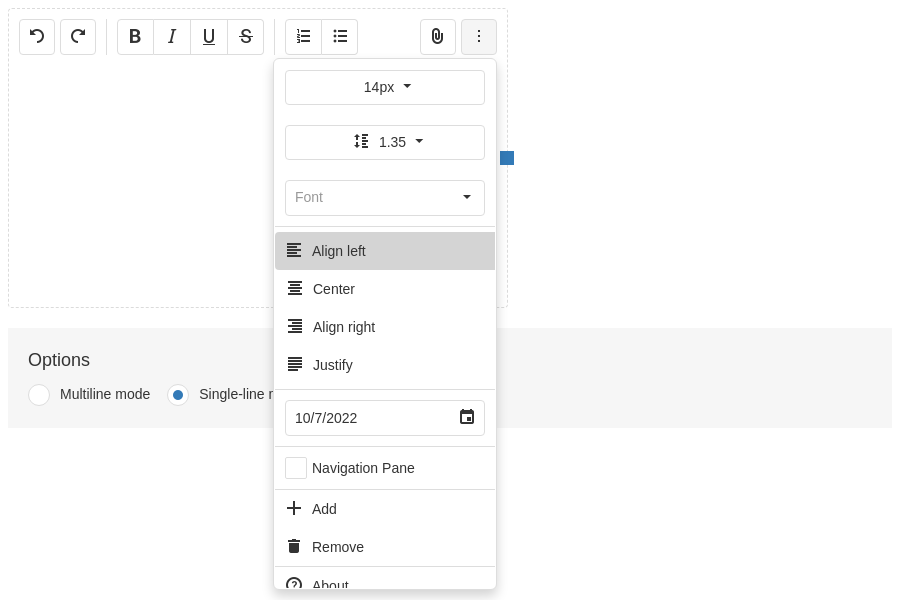 14px
1.35
Font
Align left
Center
Align right
Justify
Options
Multiline mode
Single-line
10/7/2022
Navigation Pane
Add
Remove
About